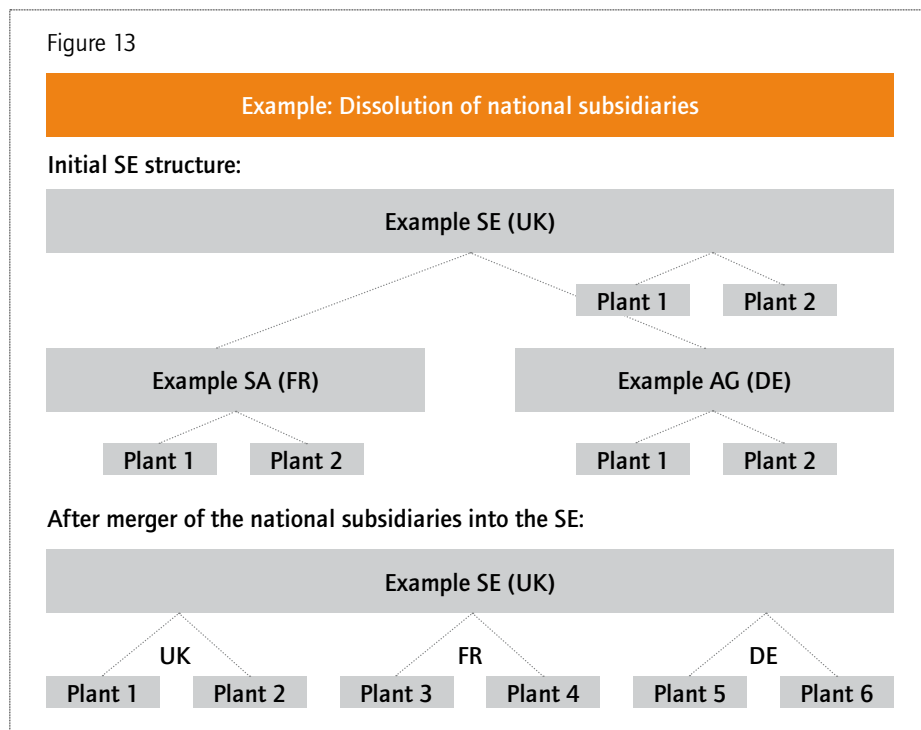 Figure 13
Example: Dissolution of national subsidiaries
Initial SE structure:
Example SE (UK)
Plant 1
Plant 2
Example SA (FR)
Example AG (DE)
Plant 1
Plant 2
Plant 1
Plant 2
After merger of the national subsidiaries into the SE:
Example SE (UK)
UK
FR
DE
Plant 1
Plant 2
Plant 3
Plant 4
Plant 5
Plant 6